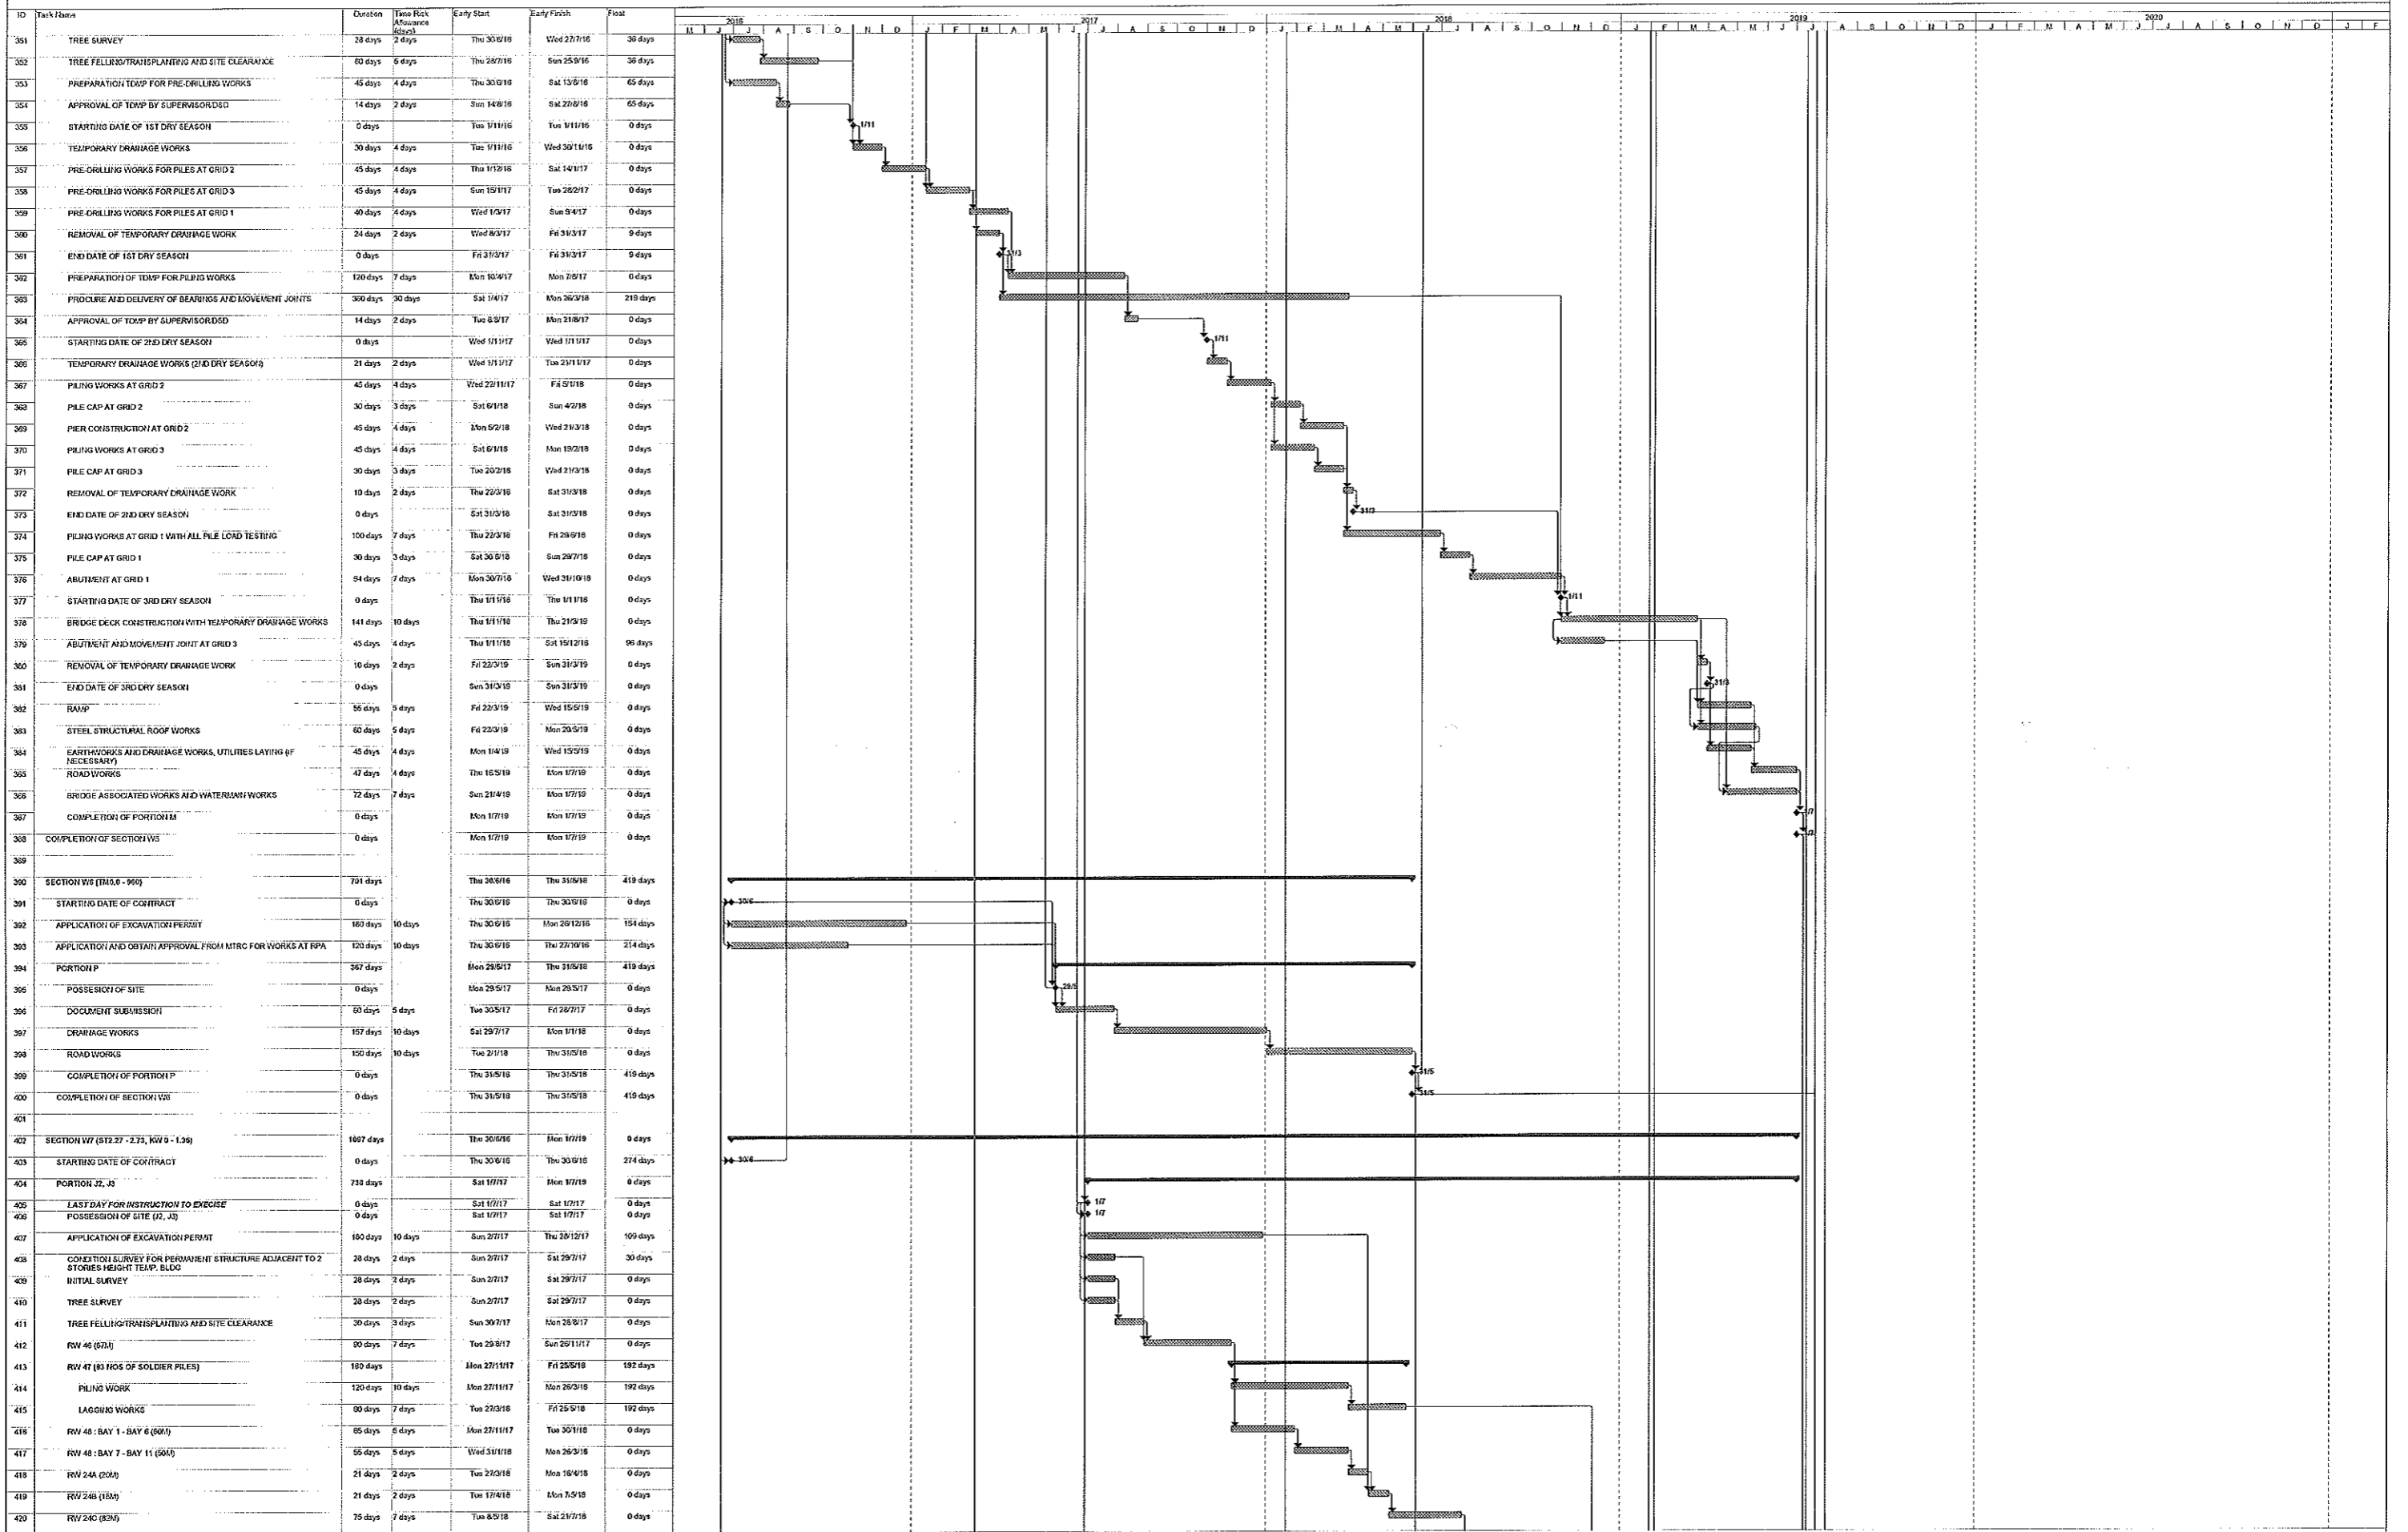 ID Task Name Duration Time Risk Allowance (days) Early Start Early Finish Float
2016 2017 2018 2019 2020
M J J A S O N D J F M A M J J A S O N D J F M A M J J A S O N D J F M A M J J A S O N D J F M A M J J A S O N D J F
351 TREE SURVEY 28 days 2 days Thu 30/6/16 Wed 27/7/16 36 days
352 TREE FELLING/TRANSPLANTING AND SITE CLEARANCE 60 days 5 days Thu 28/7/16 Sun 25/9/16 36 days
353 PREPARATION TDMP FOR PRE-DRILLING WORKS 45 days 4 days Thu 30/6/16 Sat 13/8/16 65 days
354 APPROVAL OF TDMP BY SUPERVISOR/DSD 14 days 2 days Sun 14/8/16 Sat 27/8/16 65 days
355 STARTING DATE OF 1ST DRY SEASON 0 days Tue 1/11/16 Tue 1/11/16 0 days 1/11
356 TEMPORARY DRAINAGE WORKS 30 days 4 days Tue 1/11/16 Wed 30/11/16 0 days
357 PRE-DRILLING WORKS FOR PILES AT GRID 2 45 days 4 days Thu 1/12/16 Sat 14/1/17 0 days
358 PRE-DRILLING WORKS FOR PILES AT GRID 3 45 days 4 days Sun 15/1/17 Tue 28/2/17 0 days
359 PRE-DRILLING WORKS FOR PILES AT GRID 1 40 days 4 days Wed 1/3/17 Sun 9/4/17 0 days
360 REMOVAL OF TEMPORARY DRAINAGE WORK 24 days 2 days Wed 8/3/17 Fri 31/3/17 9 days
361 END DATE OF 1ST DRY SEASON 0 days Fri 31/3/17 Fri 31/3/17 9 days 31/3
362 PREPARATION OF TDMP FOR PILING WORKS 120 days 7 days Mon 10/4/17 Mon 7/8/17 0 days
363 PROCURE AND DELIVERY OF BEARINGS AND MOVEMENT JOINTS 360 days 30 days Sat 1/4/17 Mon 26/3/18 219 days
364 APPROVAL OF TDMP BY SUPERVISOR/DSD 14 days 2 days Tue 8/8/17 Mon 21/8/17 0 days
365 STARTING DATE OF 2ND DRY SEASON 0 days Wed 1/11/17 Wed 1/11/17 0 days 1/11
366 TEMPORARY DRAINAGE WORKS (2ND DRY SEASON) 21 days 2 days Wed 1/11/17 Tue 21/11/17 0 days
367 PILING WORKS AT GRID 2 45 days 4 days Wed 22/11/17 Fri 5/1/18 0 days
368 PILE CAP AT GRID 2 30 days 3 days Sat 6/1/18 Sun 4/2/18 0 days
369 PIER CONSTRUCTION AT GRID 2 45 days 4 days Mon 5/2/18 Wed 21/3/18 0 days
370 PILING WORKS AT GRID 3 45 days 4 days Sat 6/1/18 Mon 19/2/18 0 days
371 PILE CAP AT GRID 3 30 days 3 days Tue 20/2/18 Wed 21/3/18 0 days
372 REMOVAL OF TEMPORARY DRAINAGE WORK 10 days 2 days Thu 22/3/18 Sat 31/3/18 0 days
373 END DATE OF 2ND DRY SEASON 0 days Sat 31/3/18 Sat 31/3/18 0 days 31/3
374 PILING WORKS AT GRID 1 WITH ALL PILE LOAD TESTING 100 days 7 days Thu 22/3/18 Fri 29/6/18 0 days
375 PILE CAP AT GRID 1 30 days 3 days Sat 30/6/18 Sun 29/7/18 0 days
376 ABUTMENT AT GRID 1 94 days 7 days Mon 30/7/18 Wed 31/10/18 0 days
377 STARTING DATE OF 3RD DRY SEASON 0 days Thu 1/11/18 Thu 1/11/18 0 days 1/11
378 BRIDGE DECK CONSTRUCTION WITH TEMPORARY DRAINAGE WORKS 141 days 10 days Thu 1/11/18 Thu 21/3/19 0 days
379 ABUTMENT AND MOVEMENT JOINT AT GRID 3 45 days 4 days Thu 1/11/18 Sat 15/12/18 96 days
380 REMOVAL OF TEMPORARY DRAINAGE WORK 10 days 2 days Fri 22/3/19 Sun 31/3/19 0 days
381 END DATE OF 3RD DRY SEASON 0 days Sun 31/3/19 Sun 31/3/19 0 days 31/3
382 RAMP 55 days 5 days Fri 22/3/19 Wed 15/5/19 0 days
383 STEEL STRUCTURAL ROOF WORKS 60 days 5 days Fri 22/3/19 Mon 20/5/19 0 days
384 EARTHWORKS AND DRAINAGE WORKS, UTILITIES LAYING (IF NECESSARY) 45 days 4 days Mon 1/4/19 Wed 15/5/19 0 days
385 ROAD WORKS 47 days 4 days Thu 16/5/19 Mon 1/7/19 0 days
386 BRIDGE ASSOCIATED WORKS AND WATERMAIN WORKS 72 days 7 days Sun 21/4/19 Mon 1/7/19 0 days
387 COMPLETION OF PORTION M 0 days Mon 1/7/19 Mon 1/7/19 0 days 1/7
388 COMPLETION OF SECTION W5 0 days Mon 1/7/19 Mon 1/7/19 0 days 1/7
389
390 SECTION W6 (TM0.0 - 960) 701 days Thu 30/6/16 Thu 31/5/18 419 days
391 STARTING DATE OF CONTRACT 0 days Thu 30/6/16 Thu 30/6/16 0 days 30/6
392 APPLICATION OF EXCAVATION PERMIT 180 days 10 days Thu 30/6/16 Mon 26/12/16 154 days
393 APPLICATION AND OBTAIN APPROVAL FROM MTRC FOR WORKS AT RPA 120 days 10 days Thu 30/6/16 Thu 27/10/16 214 days
394 PORTION P 367 days Mon 29/5/17 Thu 31/5/18 419 days
395 POSSESION OF SITE 0 days Mon 29/5/17 Mon 29/5/17 0 days 29/5
396 DOCUMENT SUBMISSION 60 days 5 days Tue 30/5/17 Fri 28/7/17 0 days
397 DRAINAGE WORKS 157 days 10 days Sat 29/7/17 Mon 1/1/18 0 days
398 ROAD WORKS 150 days 10 days Tue 2/1/18 Thu 31/5/18 0 days
399 COMPLETION OF PORTION P 0 days Thu 31/5/18 Thu 31/5/18 419 days 31/5
400 COMPLETION OF SECTION W6 0 days Thu 31/5/18 Thu 31/5/18 419 days 31/5
401
402 SECTION W7 (ST2.27 - 2.73, KW 0 - 1.36) 1097 days Thu 30/6/16 Mon 1/7/19 0 days
403 STARTING DATE OF CONTRACT 0 days Thu 30/6/16 Thu 30/6/16 274 days 30/6
404 PORTION J2, J3 730 days Sat 1/7/17 Mon 1/7/19 0 days
405 LAST DAY FOR INSTRUCTION TO EXECISE 0 days Sat 1/7/17 Sat 1/7/17 0 days 1/7
406 POSSESSION OF SITE (J2, J3) 0 days Sat 1/7/17 Sat 1/7/17 0 days 1/7
407 APPLICATION OF EXCAVATION PERMIT 180 days 10 days Sun 2/7/17 Thu 28/12/17 109 days
408 CONDITION SURVEY FOR PERMANENT STRUCTURE ADJACENT TO 2 STORIES HEIGHT TEMP. BLDG 28 days 2 days Sun 2/7/17 Sat 29/7/17 30 days
409 INITIAL SURVEY 28 days 2 days Sun 2/7/17 Sat 29/7/17 0 days
410 TREE SURVEY 28 days 2 days Sun 2/7/17 Sat 29/7/17 0 days
411 TREE FELLING/TRANSPLANTING AND SITE CLEARANCE 30 days 3 days Sun 30/7/17 Mon 28/8/17 0 days
412 RW 46 (67M) 90 days 7 days Tue 29/8/17 Sun 26/11/17 0 days
413 RW 47 (83 NOS OF SOLDIER PILES) 180 days Mon 27/11/17 Fri 25/5/18 192 days
414 PILING WORK 120 days 10 days Mon 27/11/17 Mon 26/3/18 192 days
415 LAGGING WORKS 60 days 7 days Tue 27/3/18 Fri 25/5/18 192 days
416 RW 48 : BAY 1 - BAY 6 (60M) 65 days 5 days Mon 27/11/17 Tue 30/1/18 0 days
417 RW 48 : BAY 7 - BAY 11 (50M) 55 days 5 days Wed 31/1/18 Mon 26/3/18 0 days
418 RW 24A (20M) 21 days 2 days Tue 27/3/18 Mon 16/4/18 0 days
419 RW 24B (18M) 21 days 2 days Tue 17/4/18 Mon 7/5/18 0 days
420 RW 24C (82M) 75 days 7 days Tue 8/5/18 Sat 21/7/18 0 days